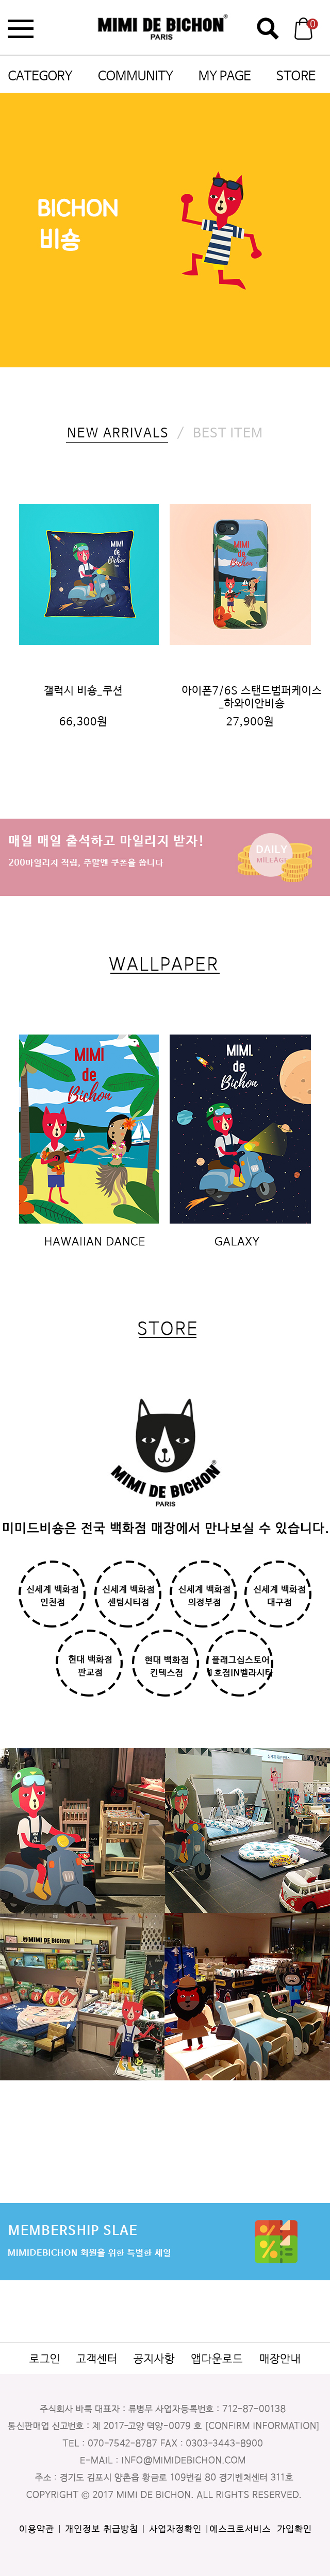 MIMI DE BICHON®
PARIS
0
CATEGORY COMMUNITY MY PAGE STORE
BICHON
비숑
NEW ARRIVALS / BEST ITEM
MIMI
de
Bichon
MIMI
de
Bichon
갤럭시 비숑_쿠션
66,300원
아이폰7/6S 스탠드범퍼케이스
_하와이안비숑
27,900원
매일 매일 출석하고 마일리지 받자!
200마일리지 적립, 주말엔 쿠폰을 쏩니다
DAILY
MILEAGE
WALLPAPER
MIMI
de
Bichon
MIMI
de
Bichon
HAWAIIAN DANCE
GALAXY
STORE
MIMI DE BICHON®
PARIS
미미드비숑은 전국 백화점 매장에서 만나보실 수 있습니다.
신세계 백화점
인천점
신세계 백화점
센텀시티점
신세계 백화점
의정부점
신세계 백화점
대구점
현대 백화점
판교점
현대 백화점
킨텍스점
플래그십스토어
1호점IN벨라시타
MIMI DE BICHON
MEMBERSHIP SLAE
MIMIDEBICHON 회원을 위한 특별한 세일
로그인 고객센터 공지사항 앱다운로드 매장안내
주식회사 바톡 대표자 : 류병무 사업자등록번호 : 712-87-00138
통신판매업 신고번호 : 제 2017-고양 덕양-0079 호 [CONFIRM INFORMATION]
TEL : 070-7542-8787 FAX : 0303-3443-8900
E-MAIL : INFO@MIMIDEBICHON.COM
주소 : 경기도 김포시 양촌읍 황금로 109번길 80 경기벤처센터 311호
COPYRIGHT © 2017 MIMI DE BICHON. ALL RIGHTS RESERVED.
이용약관 | 개인정보 취급방침 | 사업자정확인 |에스크로서비스 가입확인